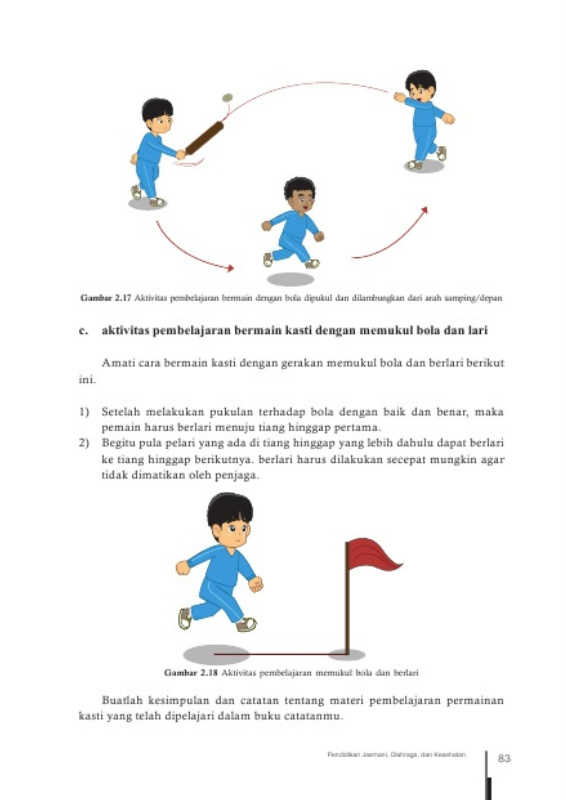 Gambar 2.17 Aktivitas pembelajaran bermain dengan bola dipukul dan dilambungkan dari arah samping/depan
c. aktivitas pembelajaran bermain kasti dengan memukul bola dan lari
Amati cara bermain kasti dengan gerakan memukul bola dan berlari berikut
ini.
1) Setelah melakukan pukulan terhadap bola dengan baik dan benar, maka
pemain harus berlari menuju tiang hinggap pertama.
2) Begitu pula pelari yang ada di tiang hinggap yang lebih dahulu dapat berlari
ke tiang hinggap berikutnya. berlari harus dilakukan secepat mungkin agar
tidak dimatikan oleh penjaga.
Gambar 2.18 Aktivitas pembelajaran memukul bola dan berlari
Buatlah kesimpulan dan catatan tentang materi pembelajaran permainan
kasti yang telah dipelajari dalam buku catatanmu.
Pendidikan Jasmani, Olahraga, dan Kesehatan
83